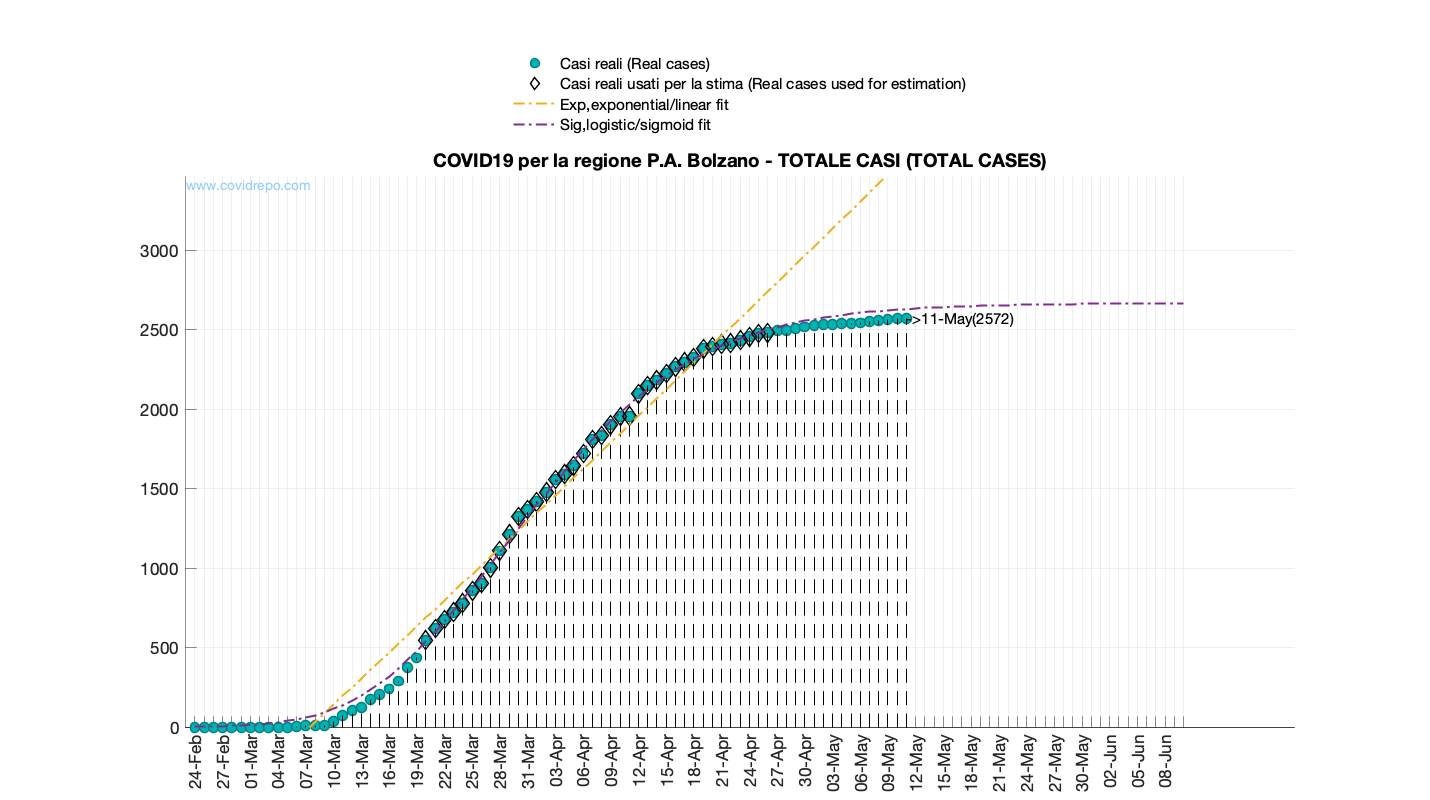 Casi reali (Real cases)
Casi reali usati per la stima (Real cases used for estimation)
Exp,exponential/linear fit
Sig,logistic/sigmoid fit
COVID19 per la regione P.A. Bolzano - TOTALE CASI (TOTAL CASES)
www.covidrepo.com
3000
2500
2000
1500
1000
500
0
>11-May(2572)
24-Feb
27-Feb
01-Mar
04-Mar
07-Mar
10-Mar
13-Mar
16-Mar
19-Mar
22-Mar
25-Mar
28-Mar
31-Mar
03-Apr
06-Apr
09-Apr
12-Apr
15-Apr
18-Apr
21-Apr
24-Apr
27-Apr
30-Apr
03-May
06-May
09-May
12-May
15-May
18-May
21-May
24-May
27-May
30-May
02-Jun
05-Jun
08-Jun